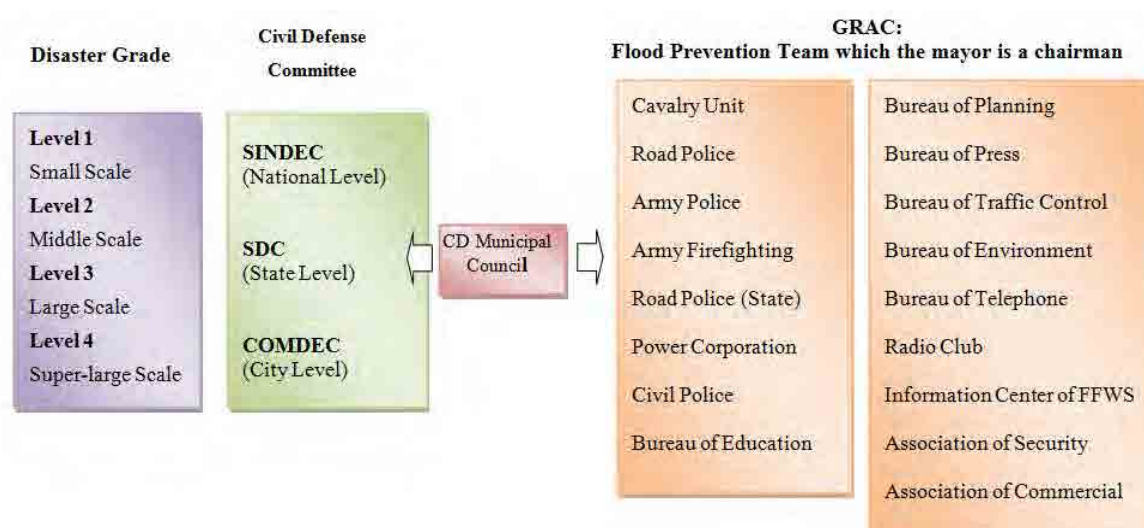 Disaster Grade
Level 1
Small Scale
Level 2
Middle Scale
Level 3
Large Scale
Level 4
Super-large Scale
Civil Defense
Committee
SINDEC
(National Level)
SDC
(State Level)
COMDEC
(City Level)
CD Municipal
Council
GRAC:
Flood Prevention Team which the mayor is a chairman
Cavalry Unit
Road Police
Army Police
Army Firefighting
Road Police (State)
Power Corporation
Civil Police
Bureau of Education
Bureau of Planning
Bureau of Press
Bureau of Traffic Control
Bureau of Environment
Bureau of Telephone
Radio Club
Information Center of FFWS
Association of Security
Association of Commercial